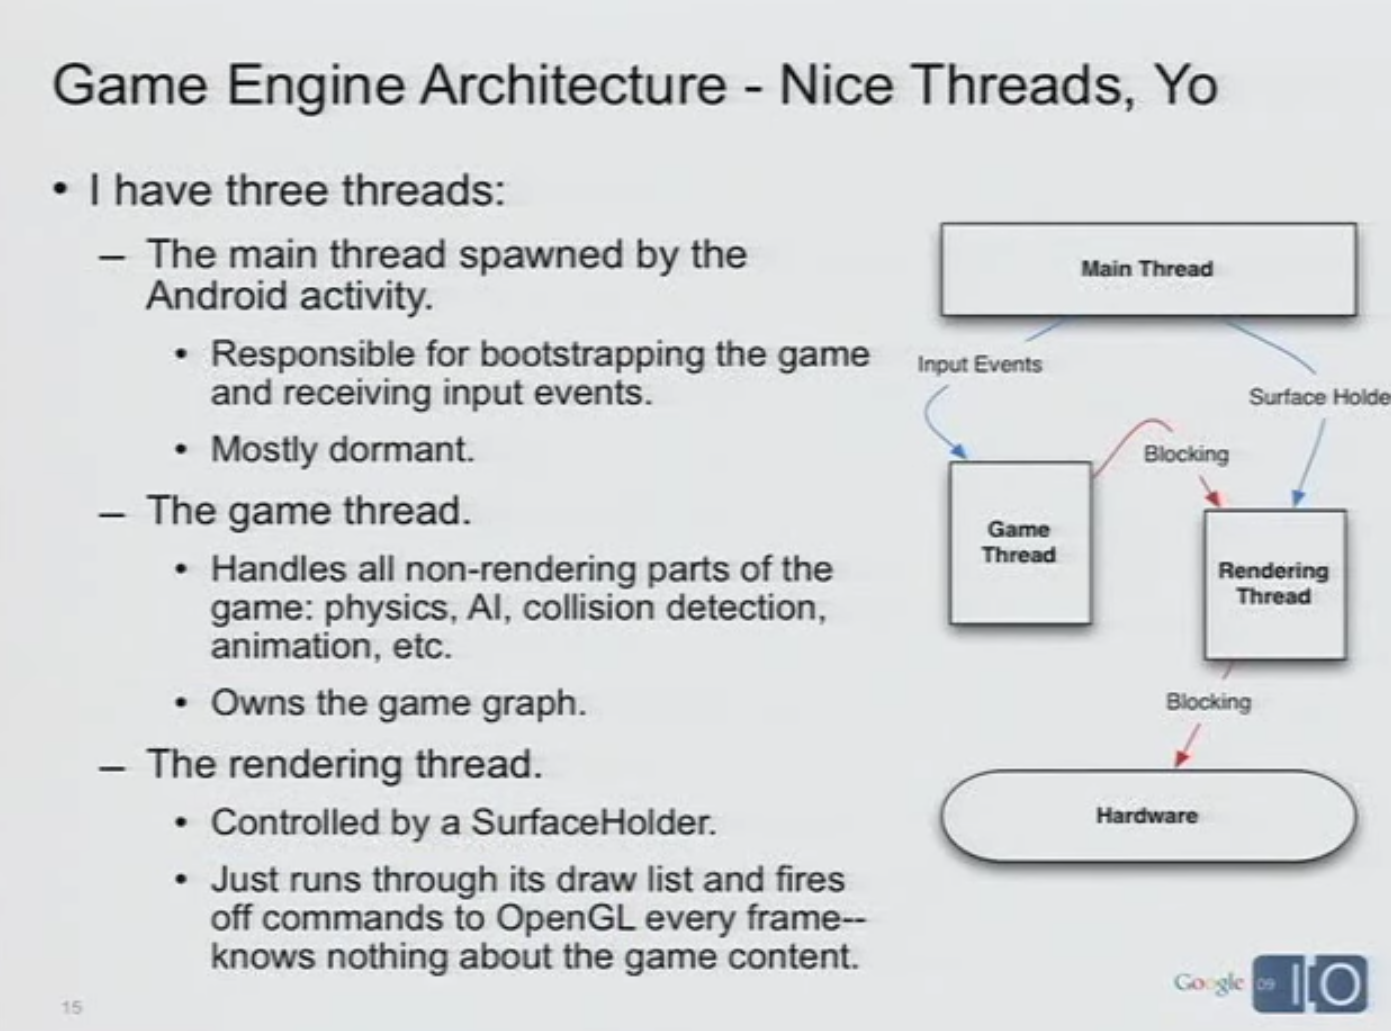 Game Engine Architecture - Nice Threads, Yo
• I have three threads:
– The main thread spawned by the
Android activity.
• Responsible for bootstrapping the game
and receiving input events.
• Mostly dormant.
– The game thread.
• Handles all non-rendering parts of the
game: physics, AI, collision detection,
animation, etc.
• Owns the game graph.
– The rendering thread.
• Controlled by a SurfaceHolder.
• Just runs through its draw list and fires
off commands to OpenGL every frame--
knows nothing about the game content.
Main Thread
Input Events
Surface Holde
Blocking
Game
Thread
Rendering
Thread
Blocking
Hardware
15
Google 09 I|O